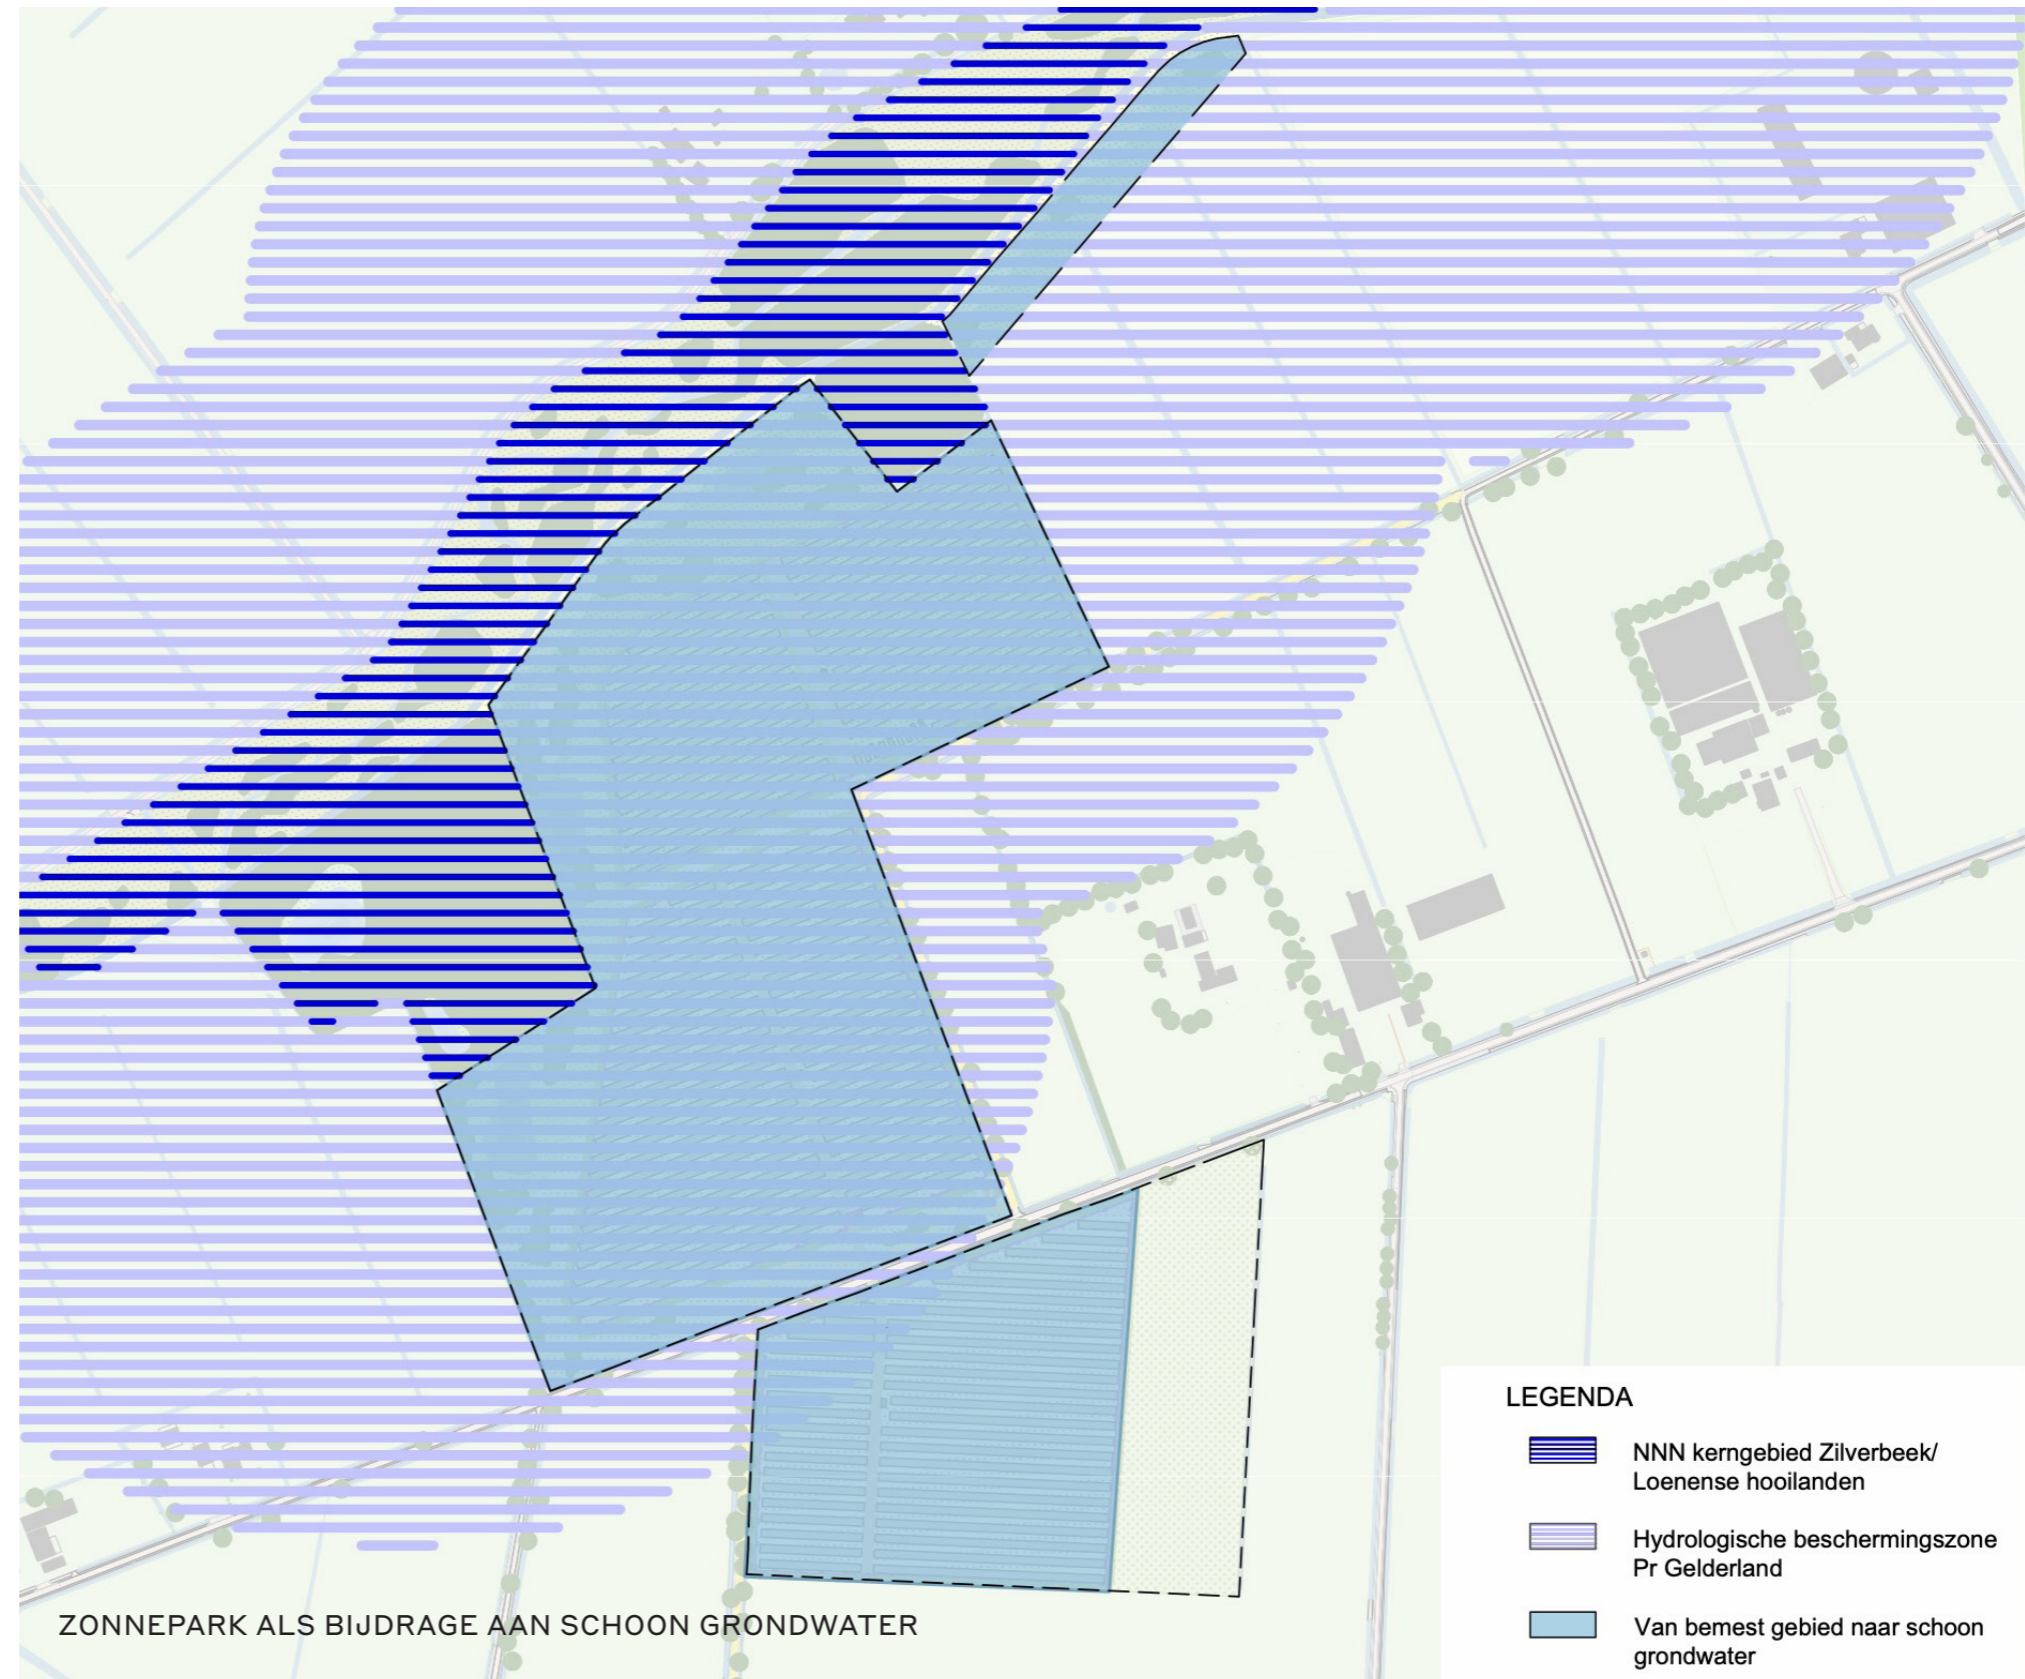 LEGENDA
NNN kerngebied Zilverbeek/
Loenense hooilanden
Hydrologische beschermingszone
Pr Gelderland
Van bemest gebied naar schoon
grondwater
ZONNEPARK ALS BIJDRAGE AAN SCHOON GRONDWATER